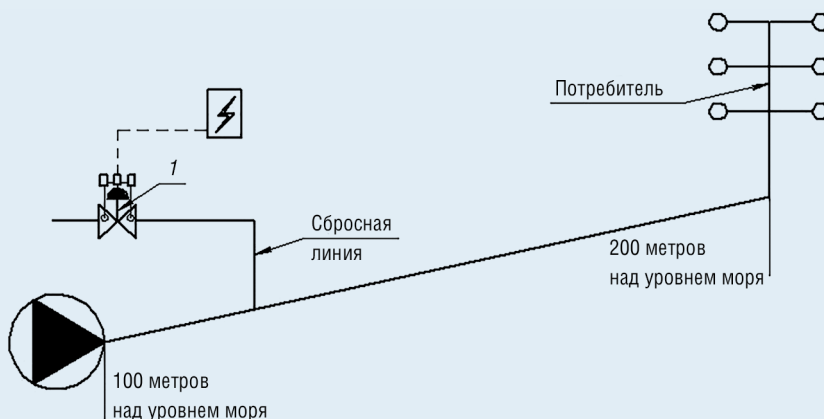 Потребитель
1
Сбросная
линия
200 метров
над уровнем моря
100 метров
над уровнем моря